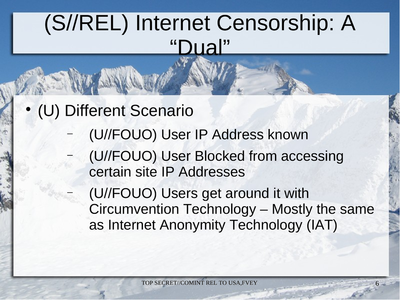 (S//REL) Internet Censorship: A
“Dual”
• (U) Different Scenario
– (U//FOUO) User IP Address known
– (U//FOUO) User Blocked from accessing
certain site IP Addresses
– (U//FOUO) Users get around it with
Circumvention Technology – Mostly the same
as Internet Anonymity Technology (IAT)
TOP SECRET//COMINT REL TO USA,FVEY
6